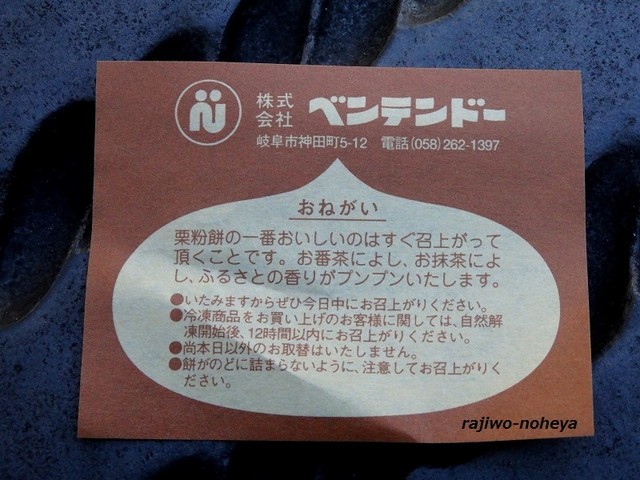 株式会社 ベンテンドー
岐阜市神田町5-12 電話(058)262-1397
おねがい
栗粉餅の一番おいしいのはすぐ召上がって
頂くことです。お番茶によし、お抹茶によ
し、ふるさとの香りがプンプンいたします。
●いたみますからぜひ今日中にお召上がりください。
●冷凍商品をお買い上げのお客様に関しては、自然解
凍開始後、12時間以内にお召上がりください。
●尚本日以外のお取替はいたしません。
●餅がのどに詰まらないように、注意してお召上がりく
ださい。
rajiwo-noheya